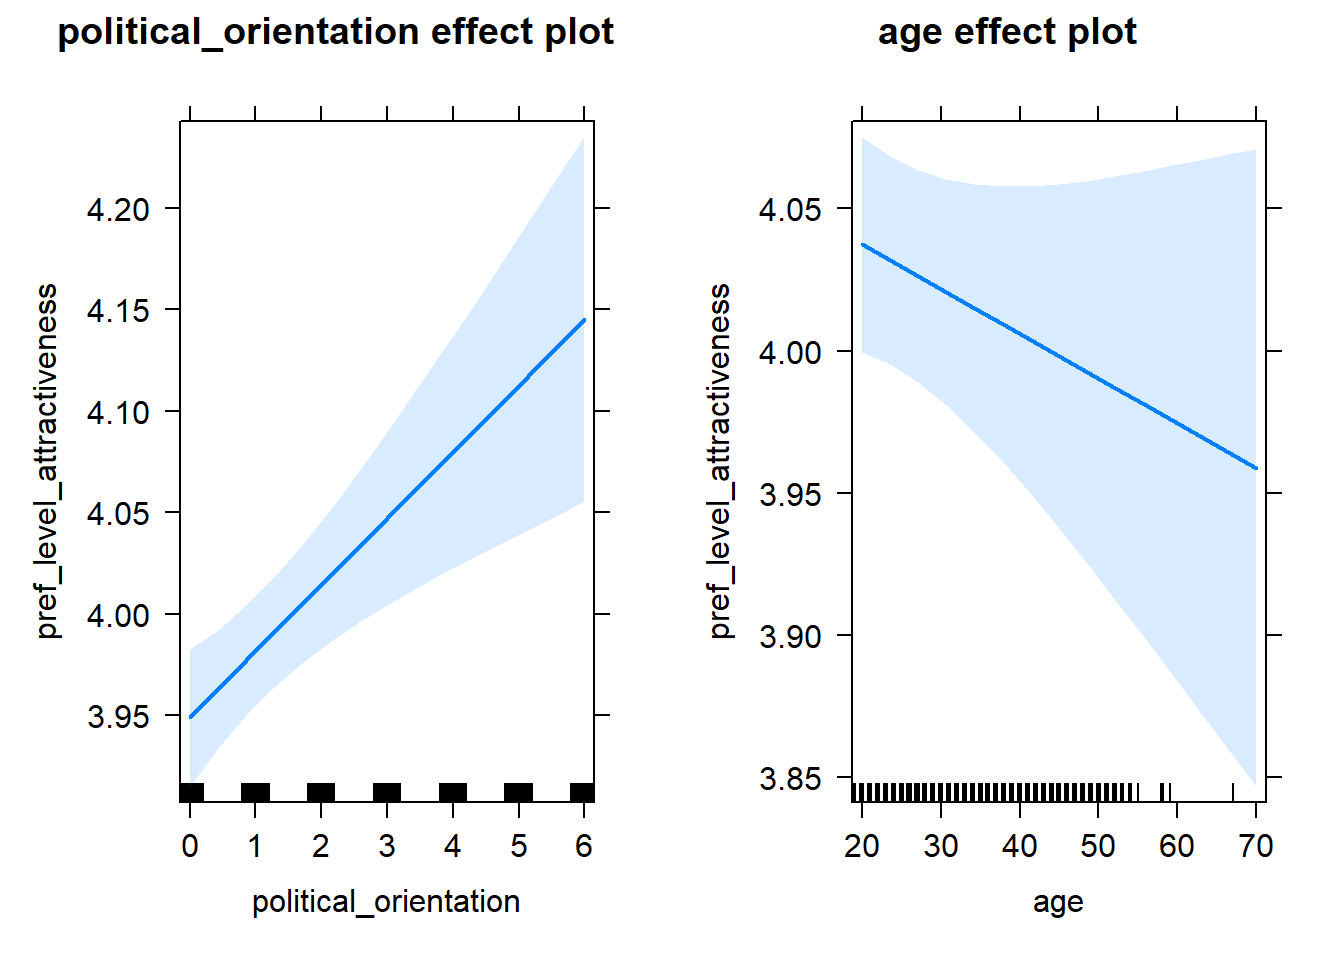 political_orientation effect plot
pref_level_attractiveness
4.20
4.15
4.10
4.05
4.00
3.95
0 1 2 3 4 5 6
political_orientation
age effect plot
pref_level_attractiveness
4.05
4.00
3.95
3.90
3.85
20 30 40 50 60 70
age